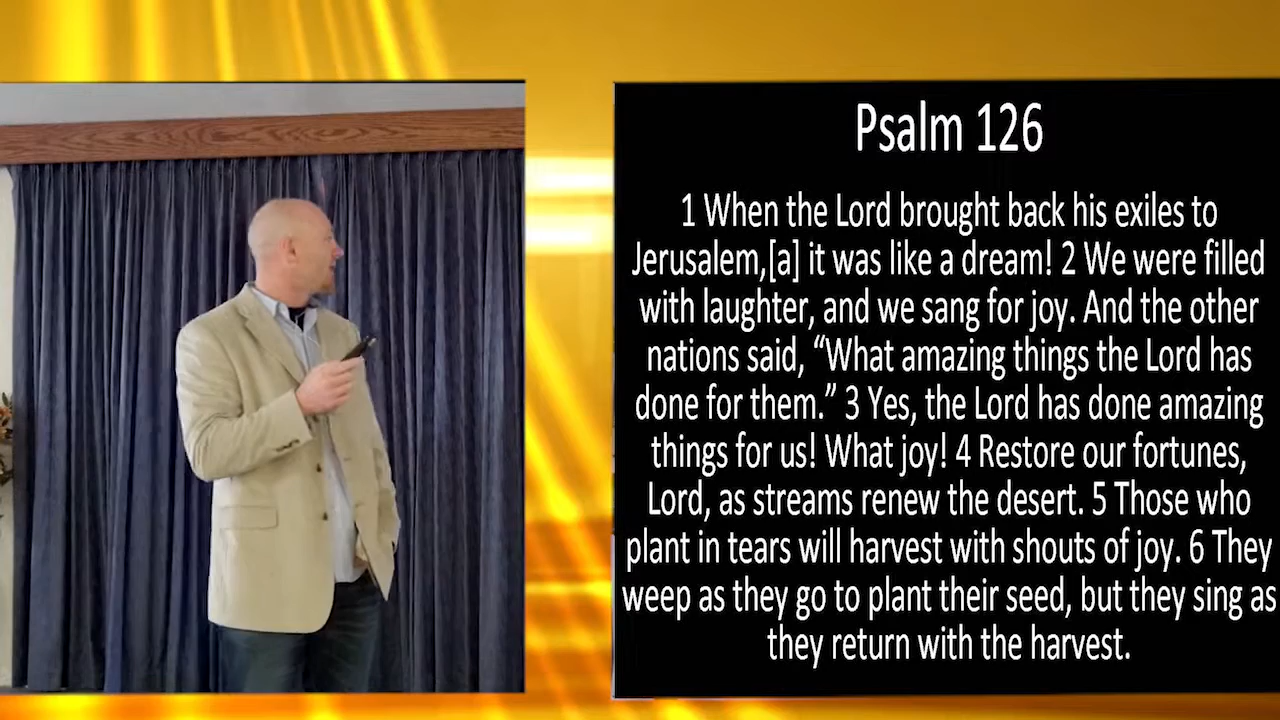 Psalm 126
1 When the Lord brought back his exiles to
Jerusalem,[a] it was like a dream! 2 We were filled
with laughter, and we sang for joy. And the other
nations said, “What amazing things the Lord has
done for them.” 3 Yes, the Lord has done amazing
things for us! What joy! 4 Restore our fortunes,
Lord, as streams renew the desert. 5 Those who
plant in tears will harvest with shouts of joy. 6 They
weep as they go to plant their seed, but they sing as
they return with the harvest.